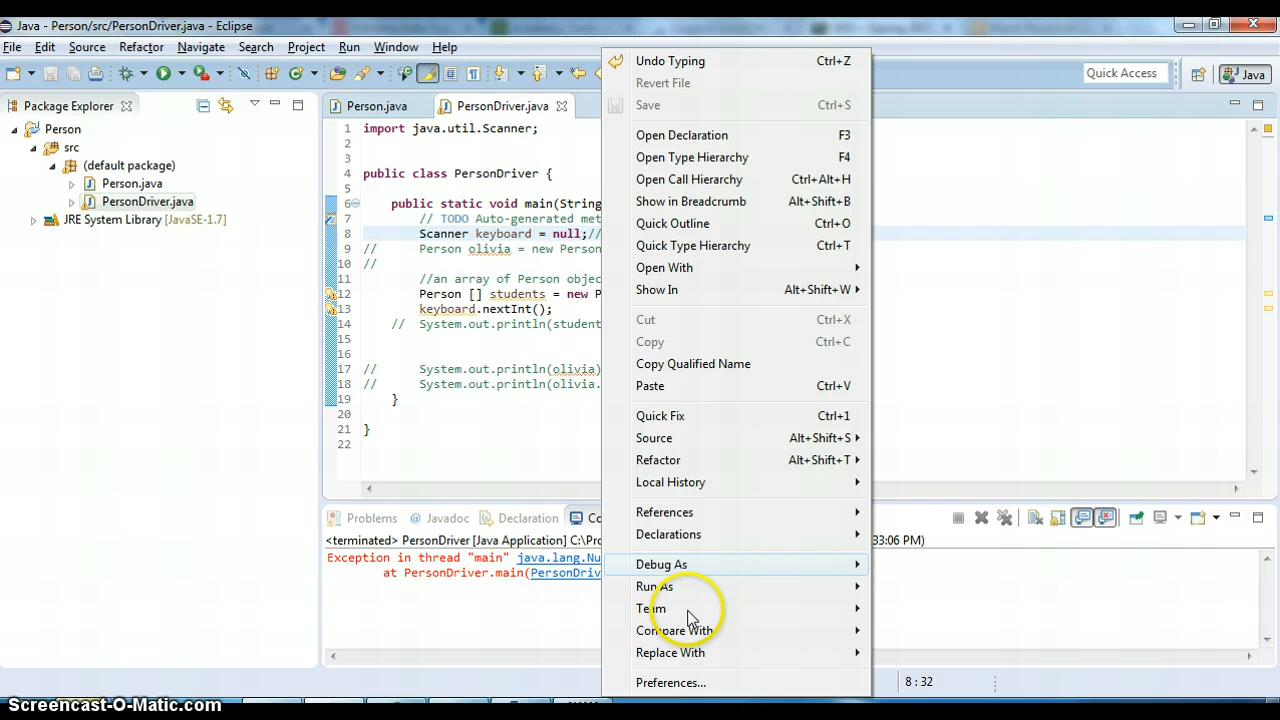 Java - Person/src/PersonDriver.java - Eclipse
File Edit Source Refactor Navigate Search Project Run Window Help
Quick Access Java
Package Explorer
Person
src
(default package)
Person.java
PersonDriver.java
JRE System Library [JavaSE-1.7]
Person.java PersonDriver.java
1 import java.util.Scanner;
2
3
4 public class PersonDriver {
5
6 public static void main(String
7 // TODO Auto-generated met
8 Scanner keyboard = null;//
9 // Person olivia = new Person
10 //
11 //an array of Person objec
12 Person [] students = new P
13 keyboard.nextInt();
14 // System.out.println(student
15
16
17 // System.out.println(olivia)
18 // System.out.println(olivia.
19 }
20
21 }
22
Undo Typing Ctrl+Z
Revert File
Save Ctrl+S
Open Declaration F3
Open Type Hierarchy F4
Open Call Hierarchy Ctrl+Alt+H
Show in Breadcrumb Alt+Shift+B
Quick Outline Ctrl+O
Quick Type Hierarchy Ctrl+T
Open With
Show In Alt+Shift+W
Cut Ctrl+X
Copy Ctrl+C
Copy Qualified Name
Paste Ctrl+V
Quick Fix Ctrl+1
Source Alt+Shift+S
Refactor Alt+Shift+T
Local History
References
Declarations
Debug As
Run As
Team
Compare With
Replace With
Preferences...
Problems @ Javadoc Declaration Co
<terminated> PersonDriver [Java Application] C:\Pro 33:06 PM)
Exception in thread "main" java.lang.Nu
at PersonDriver.main(PersonDriv
8 : 32
Screencast-O-Matic.com